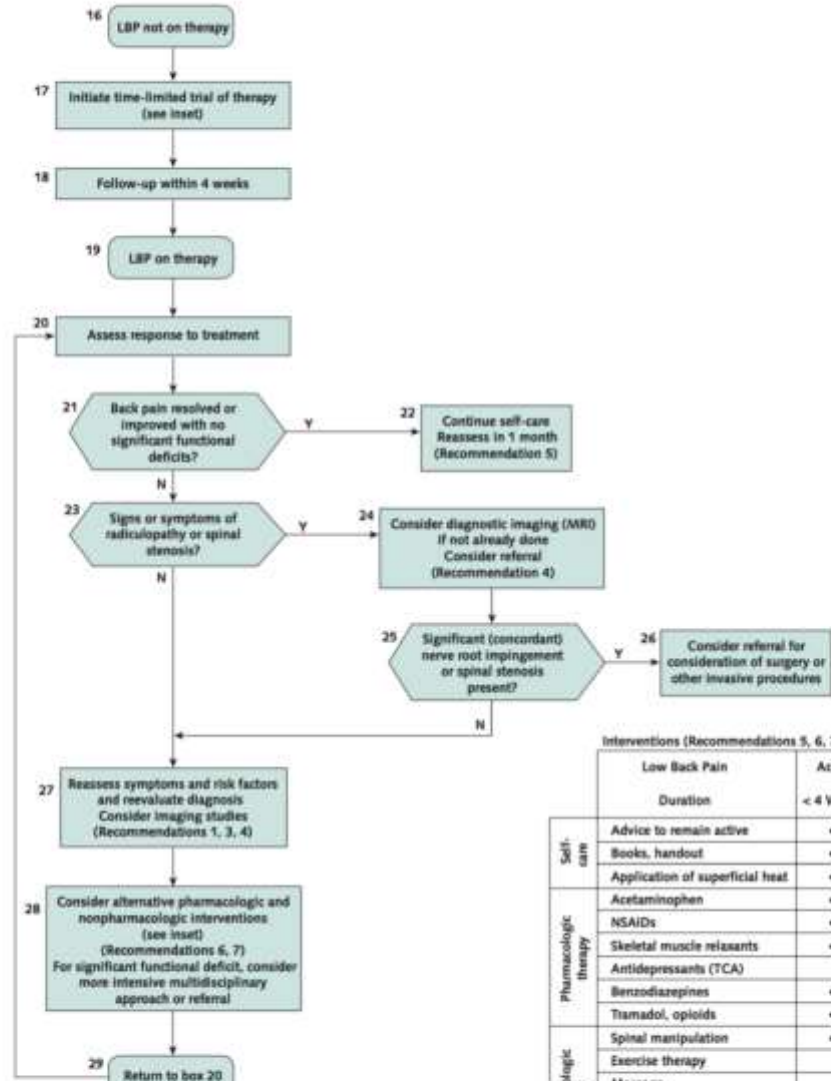 16
LBP not on therapy
17
Initiate time-limited trial of therapy
(see inset)
18
Follow-up within 4 weeks
19
LBP on therapy
20
Assess response to treatment
21
Back pain resolved or
improved with no
significant functional
deficits?
Y
22
Continue self-care
Reassess in 1 month
(Recommendation 5)
N
23
Signs or symptoms of
radiculopathy or spinal
stenosis?
Y
24
Consider diagnostic imaging (MRI)
if not already done
Consider referral
(Recommendation 4)
N
25
Significant (concordant)
nerve root impingement
or spinal stenosis
present?
Y
26
Consider referral for
consideration of surgery or
other invasive procedures
N
27
Reassess symptoms and risk factors
and reevaluate diagnosis
Consider imaging studies
(Recommendations 1, 3, 4)
28
Consider alternative pharmacologic and
nonpharmacologic interventions
(see inset)
(Recommendations 6, 7)
For significant functional deficit, consider
more intensive multidisciplinary
approach or referral
29
Return to box 20
Interventions (Recommendations 5, 6,
Low Back Pain
Duration
< 4
Self-
care
Advice to remain active
Books, handout
Application of superficial heat
Pharmacologic
therapy
Acetaminophen
NSAIDs
Skeletal muscle relaxants
Antidepressants (TCA)
Benzodiazepines
Tramadol, opioids
Spinal manipulation
Exercise therapy